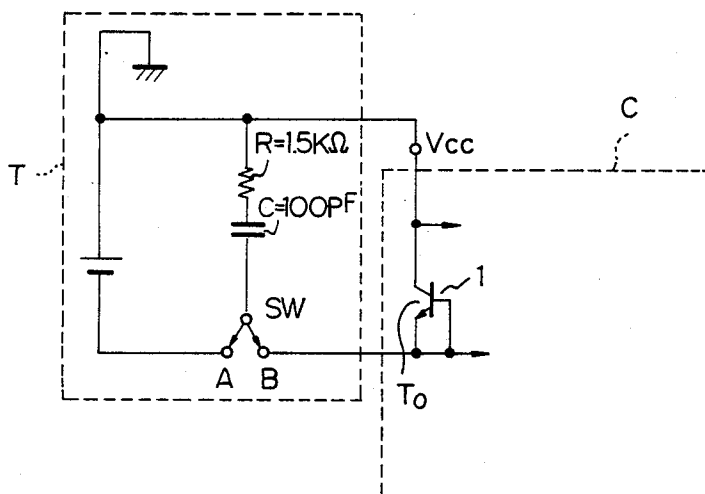 C
Vcc
R=1.5KΩ
T
C=100PF
1
SW
A B
To